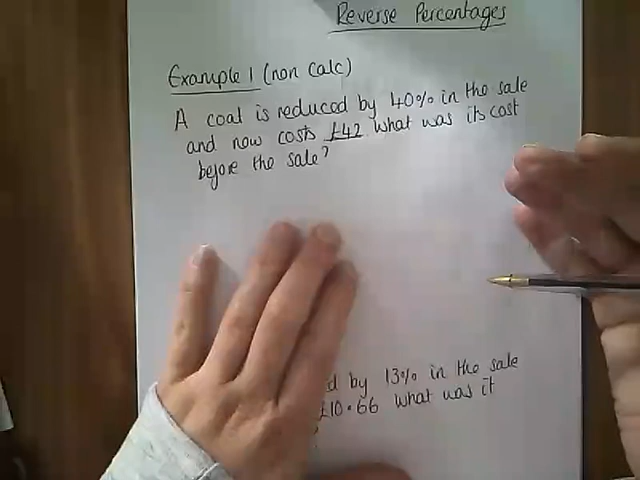 Reverse Percentages
Example 1 (non calc)
A coat is reduced by 40% in the sale
and now costs £42 what was its cost
before the sale?
by 13% in the sale
£10.66 what was it